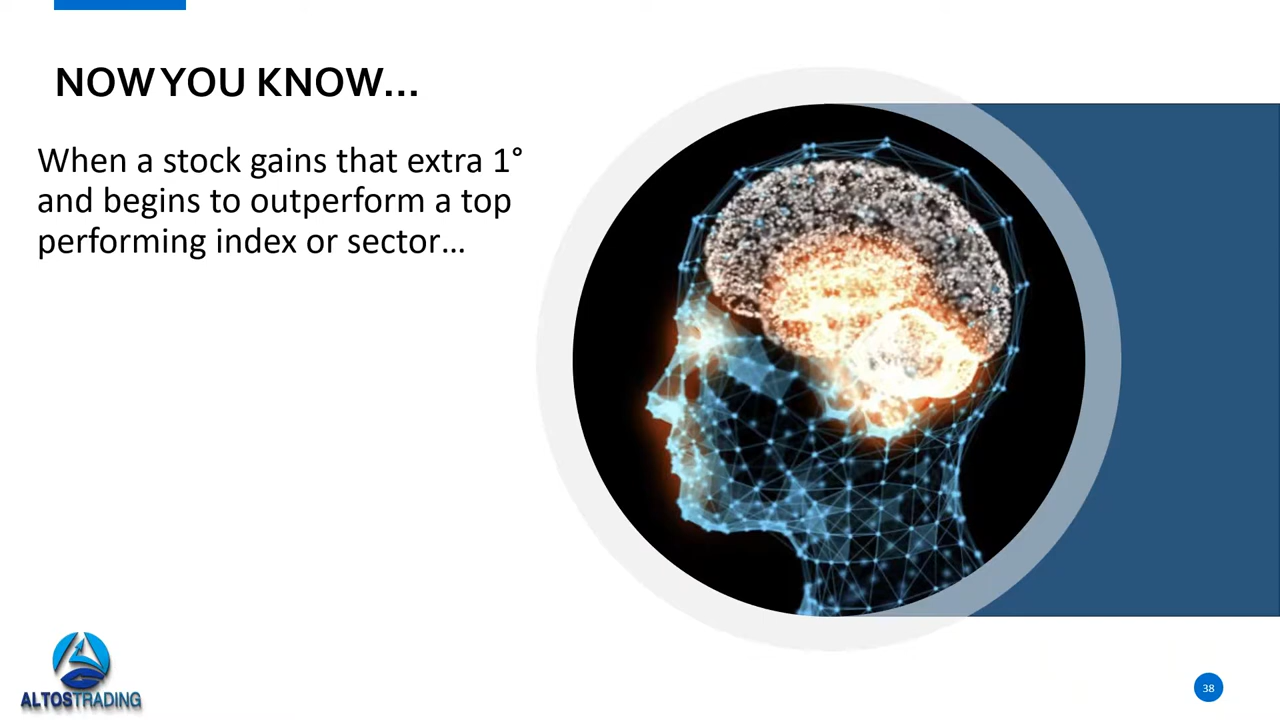 NOW YOU KNOW...
When a stock gains that extra 1°
and begins to outperform a top
performing index or sector...
ALTOSTRADING
38